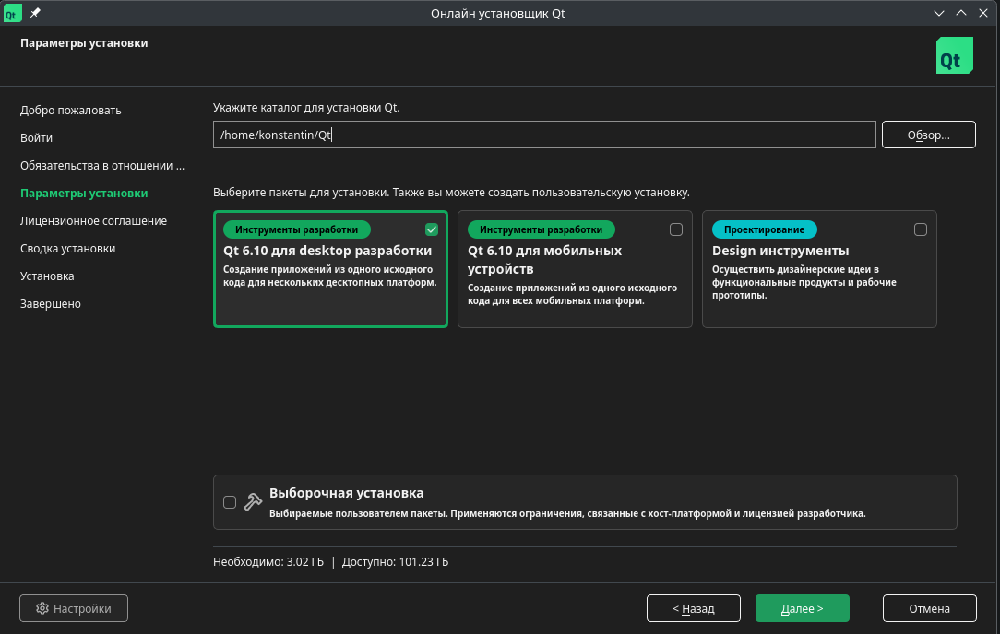 Qt
Онлайн установщик Qt
Параметры установки
Qt
Добро пожаловать
Войти
Обязательства в отношении ...
Параметры установки
Лицензионное соглашение
Сводка установки
Установка
Завершено
Укажите каталог для установки Qt.
/home/konstantin/Qt
Обзор...
Выберите пакеты для установки. Также вы можете создать пользовательскую установку.
Инструменты разработки
Qt 6.10 для desktop разработки
Создание приложений из одного исходного
кода для нескольких десктопных платформ.
Инструменты разработки
Qt 6.10 для мобильных
устройств
Создание приложений из одного исходного
кода для всех мобильных платформ.
Проектирование
Design инструменты
Осуществить дизайнерские идеи в
функциональные продукты и рабочие
прототипы.
Выборочная установка
Выбираемые пользователем пакеты. Применяются ограничения, связанные с хост-платформой и лицензией разработчика.
Необходимо: 3.02 ГБ | Доступно: 101.23 ГБ
Настройки
< Назад
Далее >
Отмена